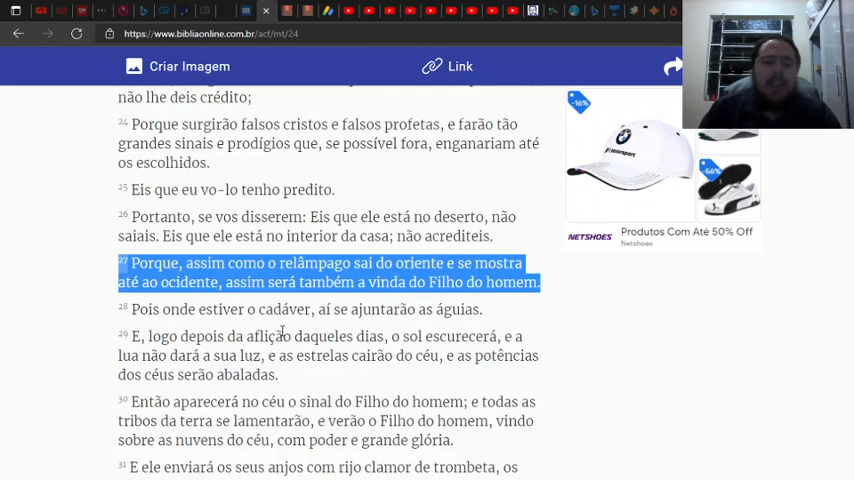 https://www.bibliaonline.com.br/acf/mt/24
Criar Imagem
Link
não lhe deis crédito;
24 Porque surgirão falsos cristos e falsos profetas, e farão tão
grandes sinais e prodígios que, se possível fora, enganariam até
os escolhidos.
25 Eis que eu vo-lo tenho predito.
26 Portanto, se vos disserem: Eis que ele está no deserto, não
saiais. Eis que ele está no interior da casa; não acrediteis.
27 Porque, assim como o relâmpago sai do oriente e se mostra
até ao ocidente, assim será também a vinda do Filho do homem.
28 Pois onde estiver o cadáver, aí se ajuntarão as águias.
29 E, logo depois da aflição daqueles dias, o sol escurecerá, e a
lua não dará a sua luz, e as estrelas cairão do céu, e as potências
dos céus serão abaladas.
30 Então aparecerá no céu o sinal do Filho do homem; e todas as
tribos da terra se lamentarão, e verão o Filho do homem, vindo
sobre as nuvens do céu, com poder e grande glória.
31 E ele enviará os seus anjos com rijo clamor de trombeta, os
-16%
Motorsport
-56%
NETSHOES
Produtos Com Até 50% Off
Netshoes